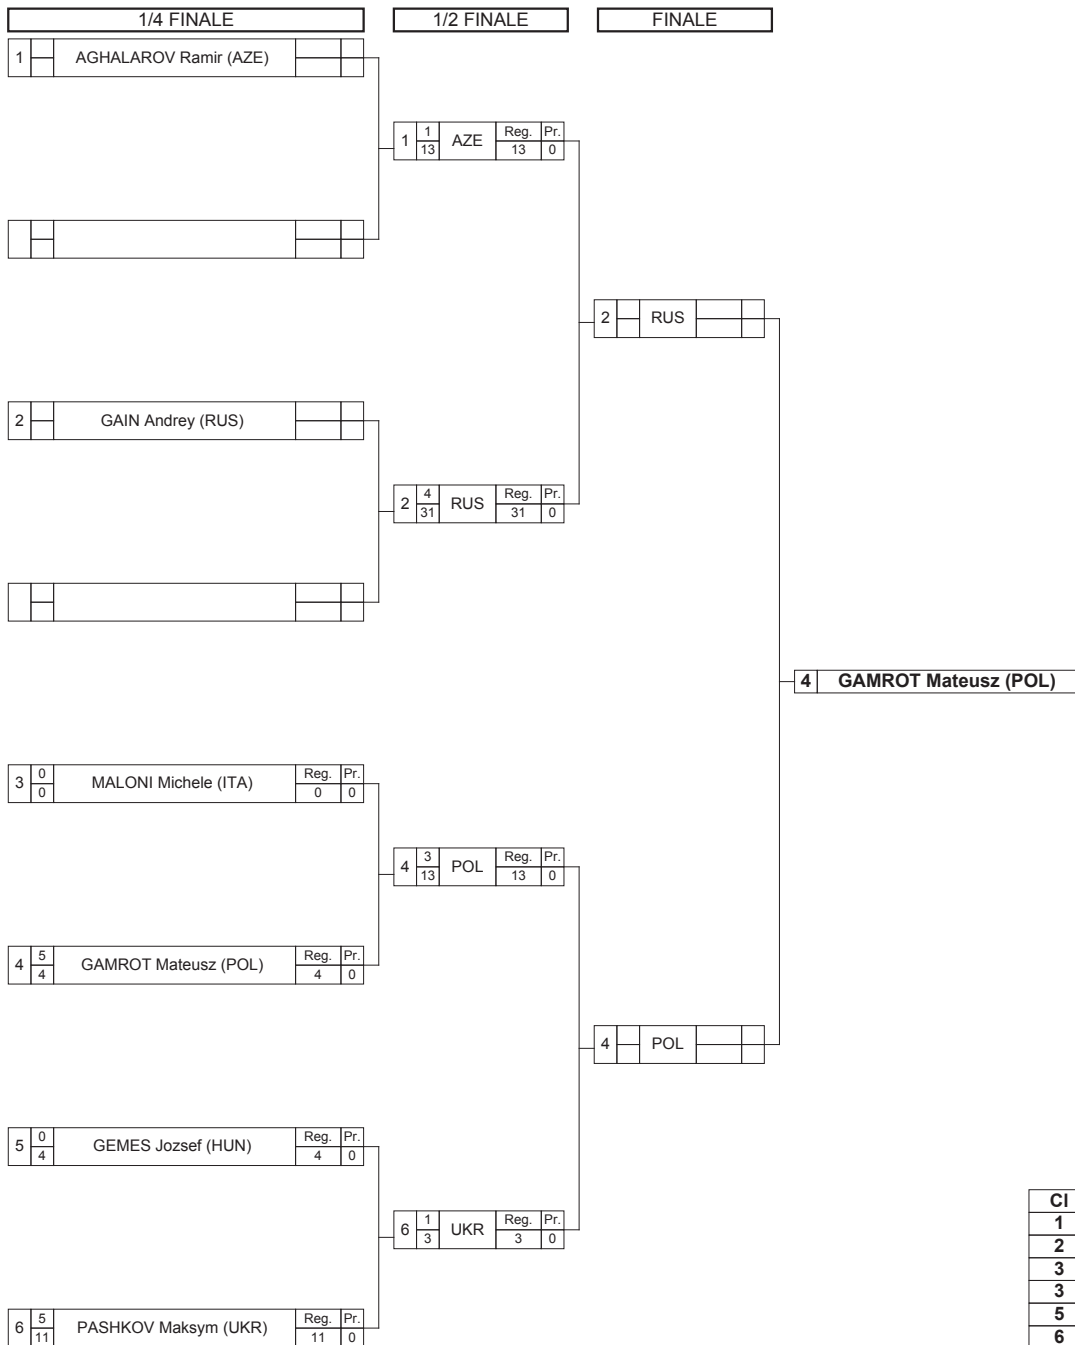 1/4 FINALE 1/2 FINALE FINALE
1 AGHALAROV Ramir (AZE)
1 1 AZE Reg. Pr.
13 13 0
2 RUS
2 GAIN Andrey (RUS)
2 4 RUS Reg. Pr.
31 31 0
4 GAMROT Mateusz (POL)
3 0 MALONI Michele (ITA) Reg. Pr.
0 0 0
4 3 POL Reg. Pr.
13 13 0
4 5 GAMROT Mateusz (POL) Reg. Pr.
4 4 0
4 POL
5 0 GEMES Jozsef (HUN) Reg. Pr.
4 4 0
CI
1
6 1 UKR Reg. Pr.
3 3 0
2
3
3
5
6 5 PASHKOV Maksym (UKR) Reg. Pr.
11 11 0
6